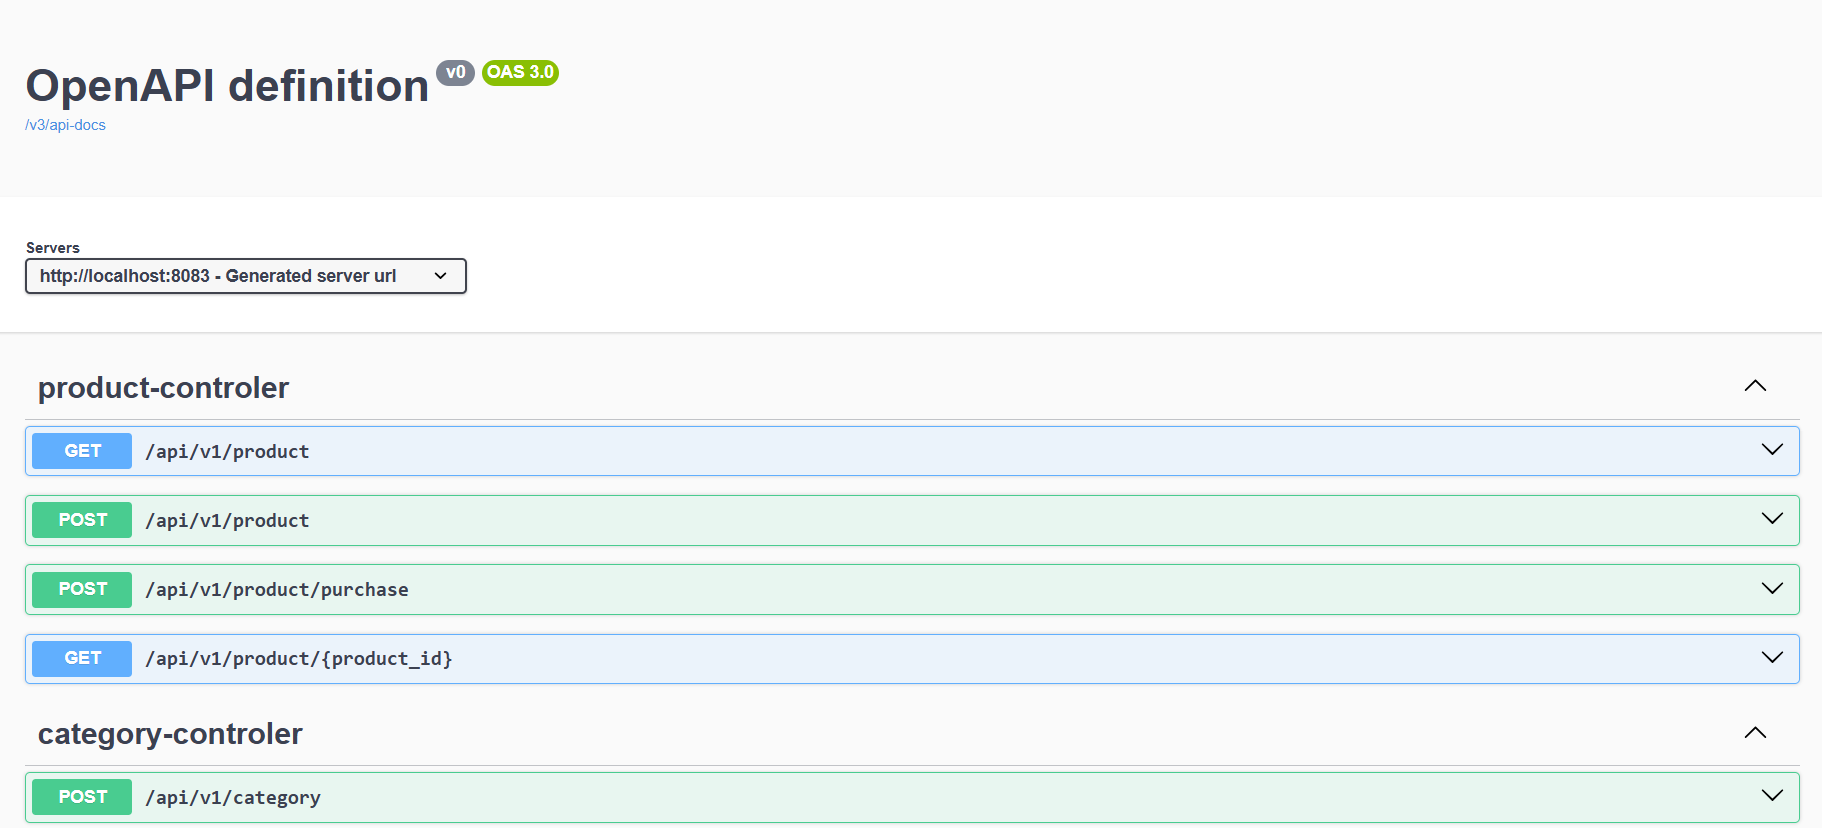 OpenAPI definition v0 OAS 3.0
/v3/api-docs
Servers
http://localhost:8083 - Generated server url
product-controler
GET /api/v1/product
POST /api/v1/product
POST /api/v1/product/purchase
GET /api/v1/product/{product_id}
category-controler
POST /api/v1/category